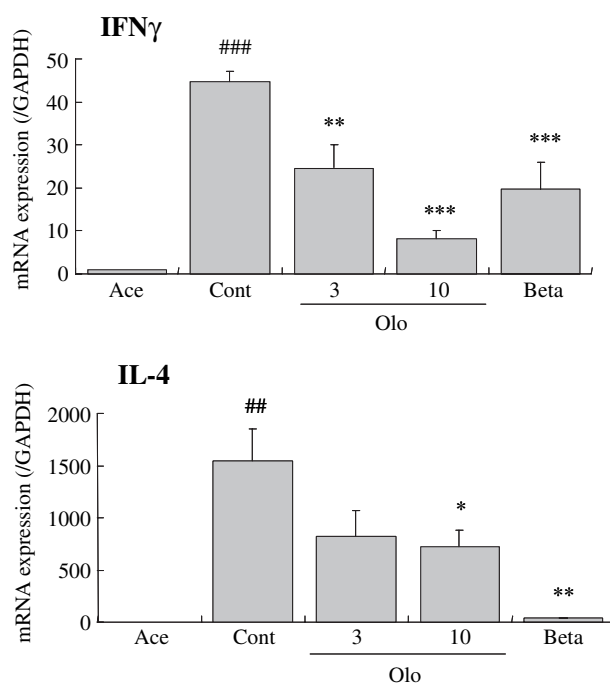 IFNγ
###
50
40
30
20
10
0
mRNA expression (/GAPDH)
**
***
***
Ace Cont 3 10 Beta
Olo
IL-4
##
2000
1500
1000
500
0
mRNA expression (/GAPDH)
*
**
Ace Cont 3 10 Beta
Olo